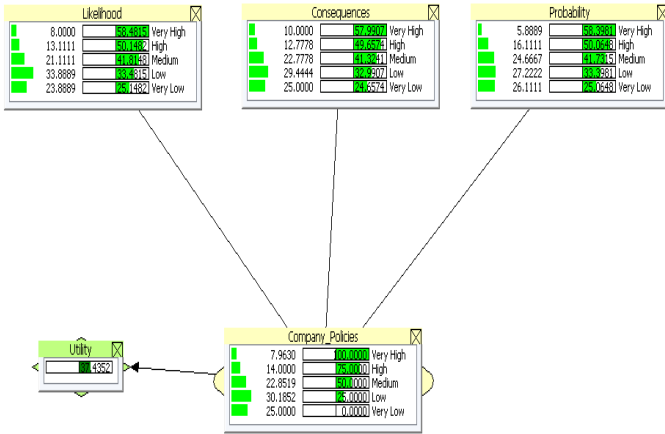 Likelihood
8.0000 58.4815 Very High
13.1111 50.1482 High
21.1111 41.8148 Medium
33.8889 33.4815 Low
23.8889 25.1482 Very Low
Consequences
10.0000 57.9907 Very High
12.7778 49.6574 High
22.7778 41.3241 Medium
29.4444 32.9907 Low
25.0000 24.6574 Very Low
Probability
5.8889 58.3981 Very High
16.1111 50.0648 High
24.6667 41.7315 Medium
27.2222 33.3981 Low
26.1111 25.0648 Very Low
Company_Policies
7.9630 100.0000 Very High
14.0000 75.0000 High
22.8519 50.0000 Medium
30.1852 25.0000 Low
25.0000 0.0000 Very Low
Utility
37.4352